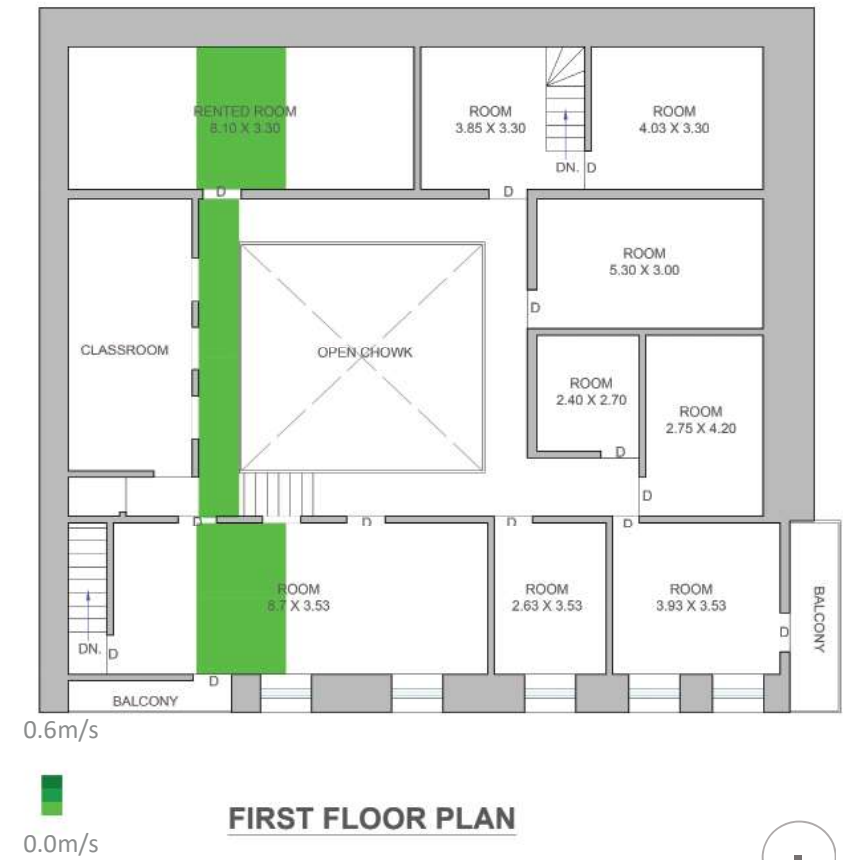 RENTED ROOM
8.10 X 3.30
ROOM
3.85 X 3.30
ROOM
4.03 X 3.30
DN.
D
D
D
ROOM
5.30 X 3.00
D
CLASSROOM
OPEN CHOWK
ROOM
2.40 X 2.70
ROOM
2.75 X 4.20
D
D
D
D
D
D
ROOM
8.7 X 3.53
ROOM
2.63 X 3.53
ROOM
3.93 X 3.53
BALCONY
D
DN.
D
D
BALCONY
0.6m/s
FIRST FLOOR PLAN
0.0m/s